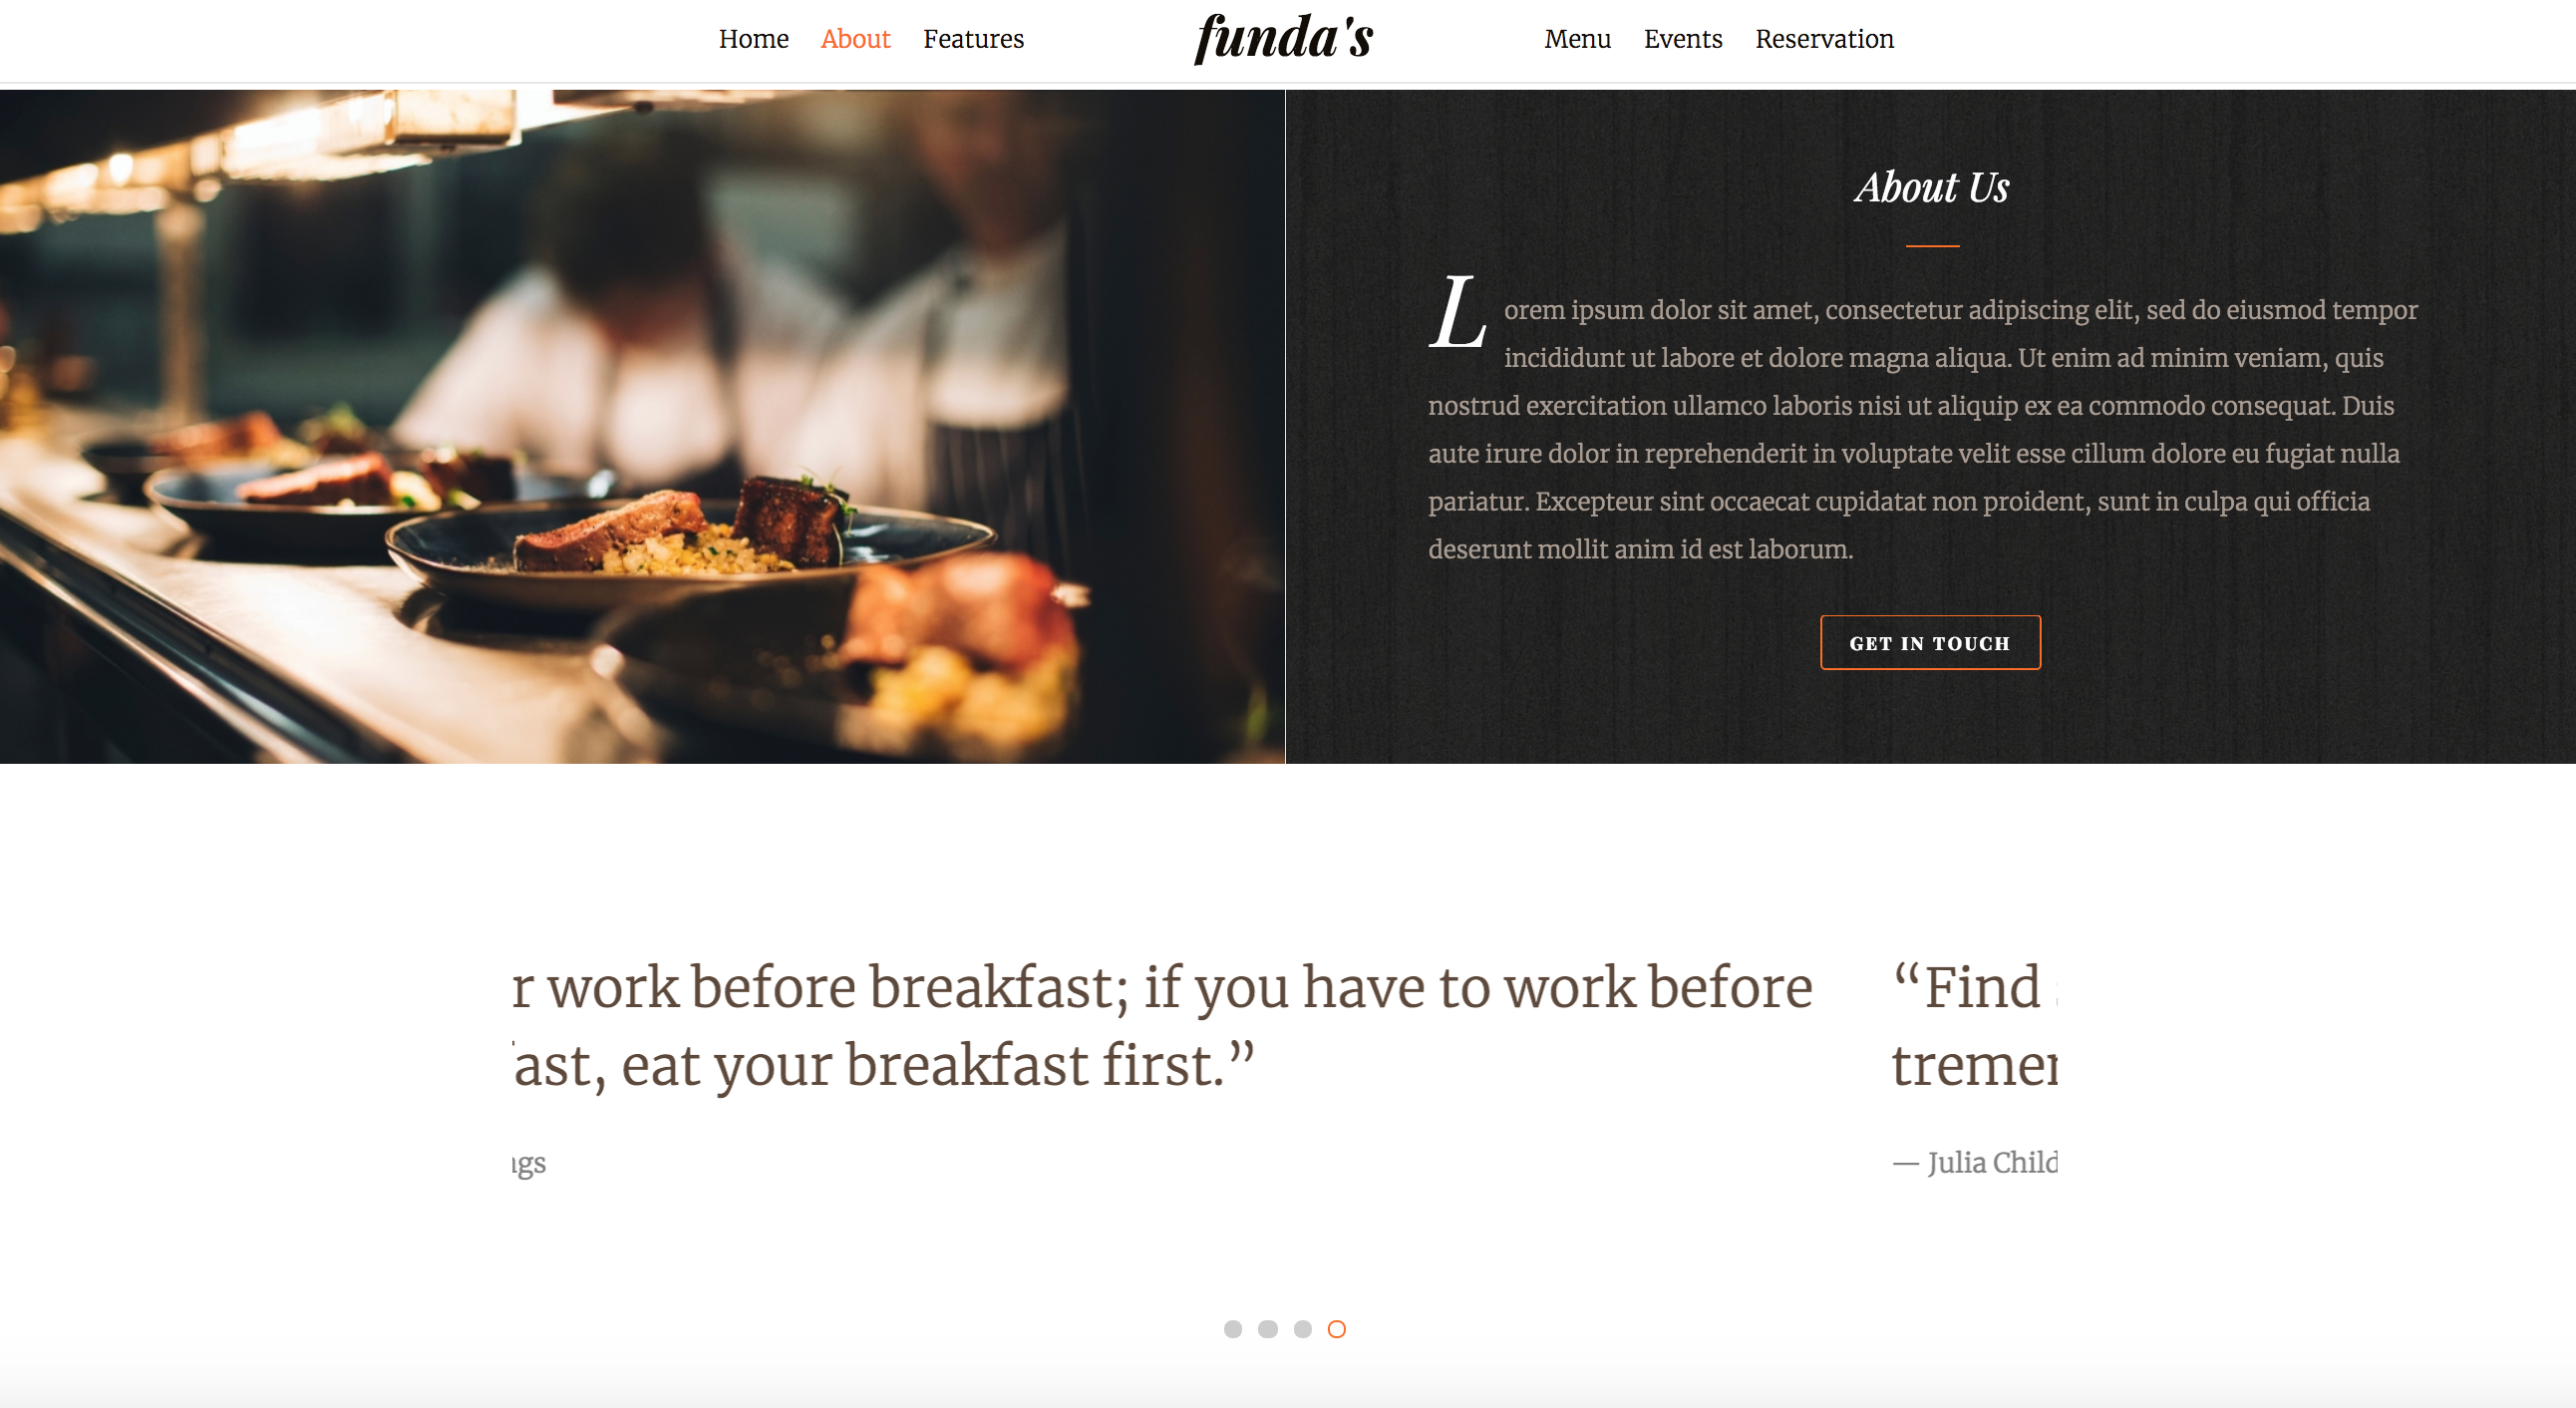 Home About Features funda's Menu Events Reservation
About Us
Lorem ipsum dolor sit amet, consectetur adipiscing elit, sed do eiusmod tempor
incididunt ut labore et dolore magna aliqua. Ut enim ad minim veniam, quis
nostrud exercitation ullamco laboris nisi ut aliquip ex ea commodo consequat. Duis
aute irure dolor in reprehenderit in voluptate velit esse cillum dolore eu fugiat nulla
pariatur. Excepteur sint occaecat cupidatat non proident, sunt in culpa qui officia
deserunt mollit anim id est laborum.
GET IN TOUCH
r work before breakfast; if you have to work before
ast, eat your breakfast first.”
gs
“Find
treme
— Julia Child